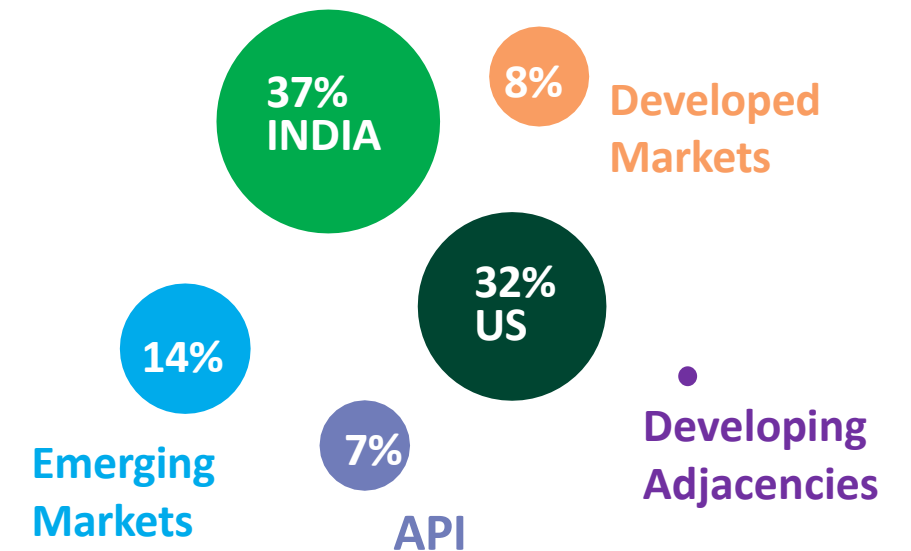 37%
INDIA
8%
Developed
Markets
32%
US
14%
Emerging
Markets
7%
API
Developing
Adjacencies